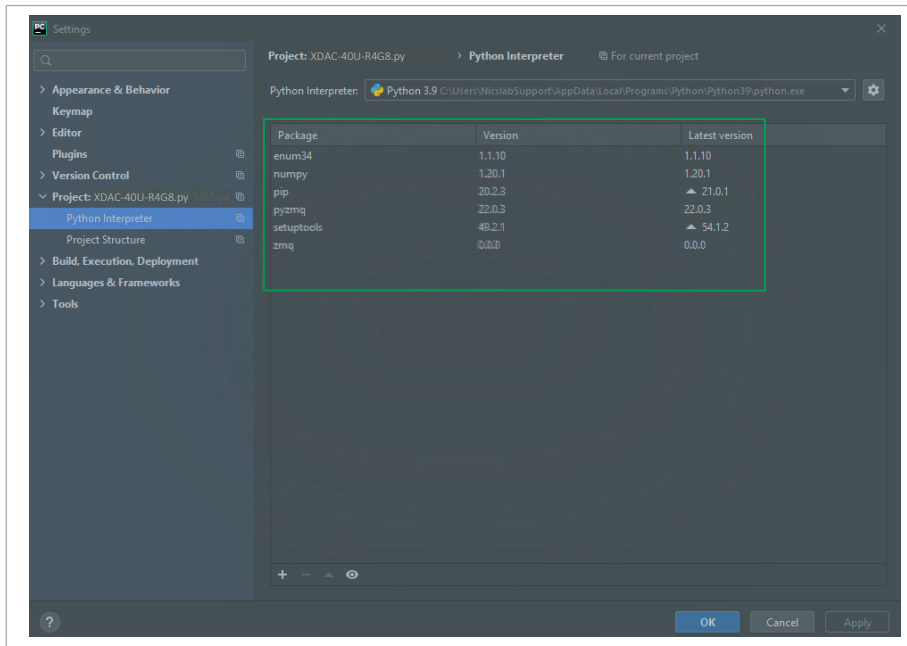 PC Settings
Project: XDAC-40U-R4G8.py > Python Interpreter For current project
Python Interpreter: Python 3.9 C:\Users\NicslabSupport\AppData\Local\Programs\Python\Python39\python.exe
Appearance & Behavior
Keymap
Editor
Plugins
Version Control
Project: XDAC-40U-R4G8.py
Python Interpreter
Project Structure
Build, Execution, Deployment
Languages & Frameworks
Tools
Package Version Latest version
enum34 1.1.10 1.1.10
numpy 1.20.1 1.20.1
pip 20.2.3 21.0.1
pyzmq 22.0.3 22.0.3
setuptools 49.2.1 54.1.2
zmq 0.0.0 0.0.0
? OK Cancel Apply